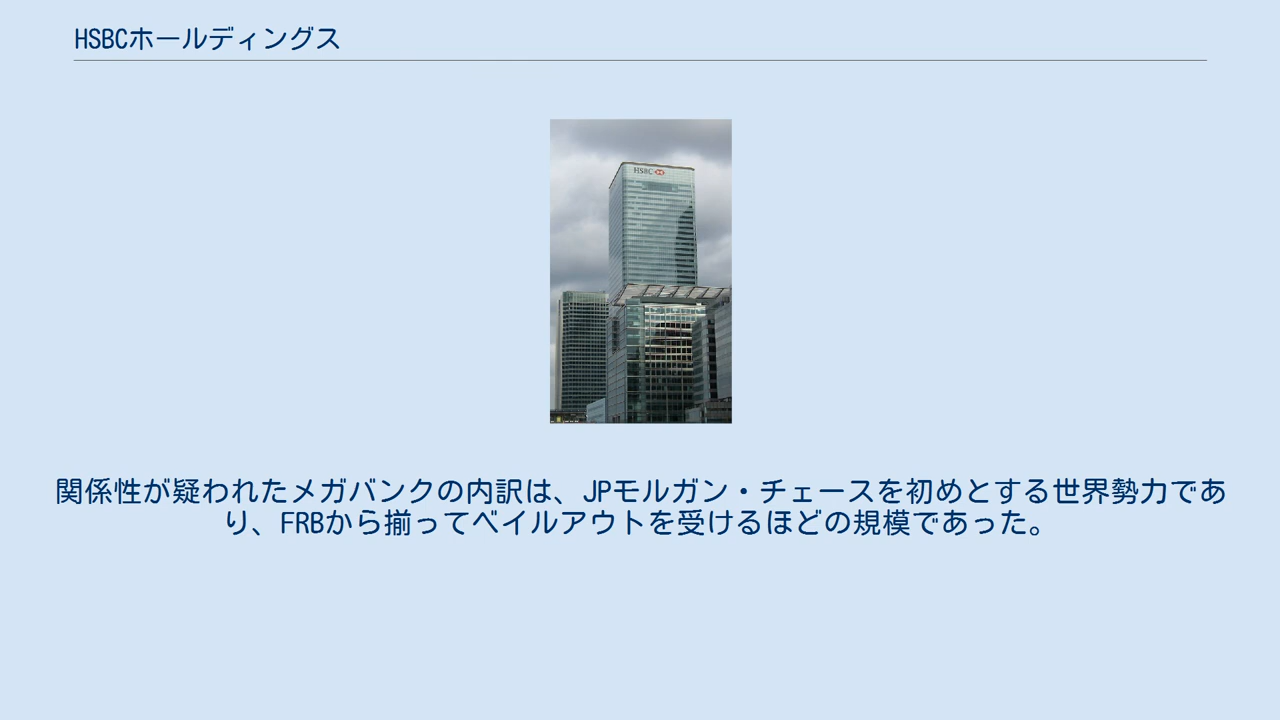 HSBCホールディングス
HSBC
関係性が疑われたメガバンクの内訳は、JPモルガン・チェースを初めとする世界勢力であ
り、FRBから揃ってベイルアウトを受けるほどの規模であった。